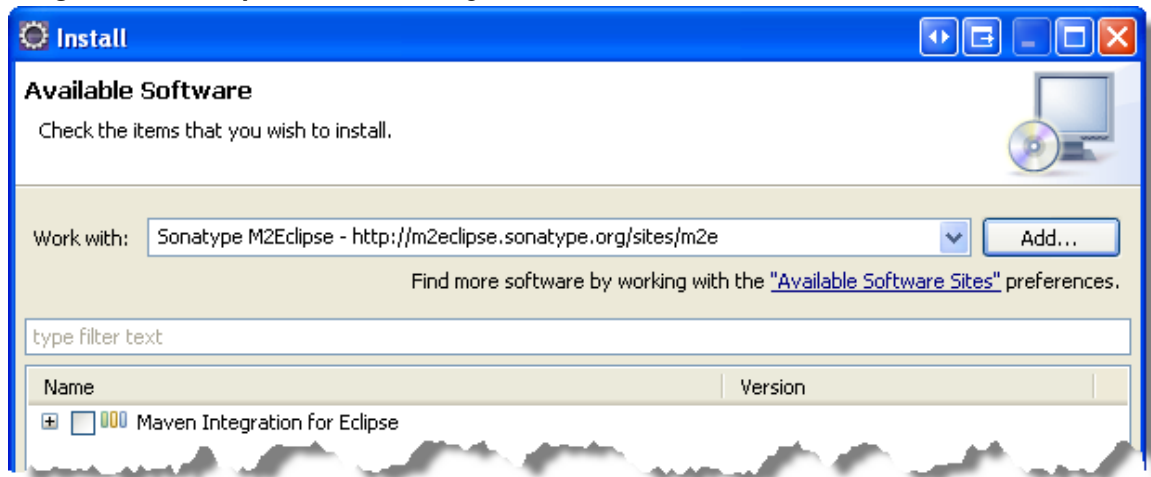 Install
Available Software
Check the items that you wish to install.
Work with: Sonatype M2Eclipse - http://m2eclipse.sonatype.org/sites/m2e Add...
Find more software by working with the "Available Software Sites" preferences.
type filter text
Name Version
Maven Integration for Eclipse